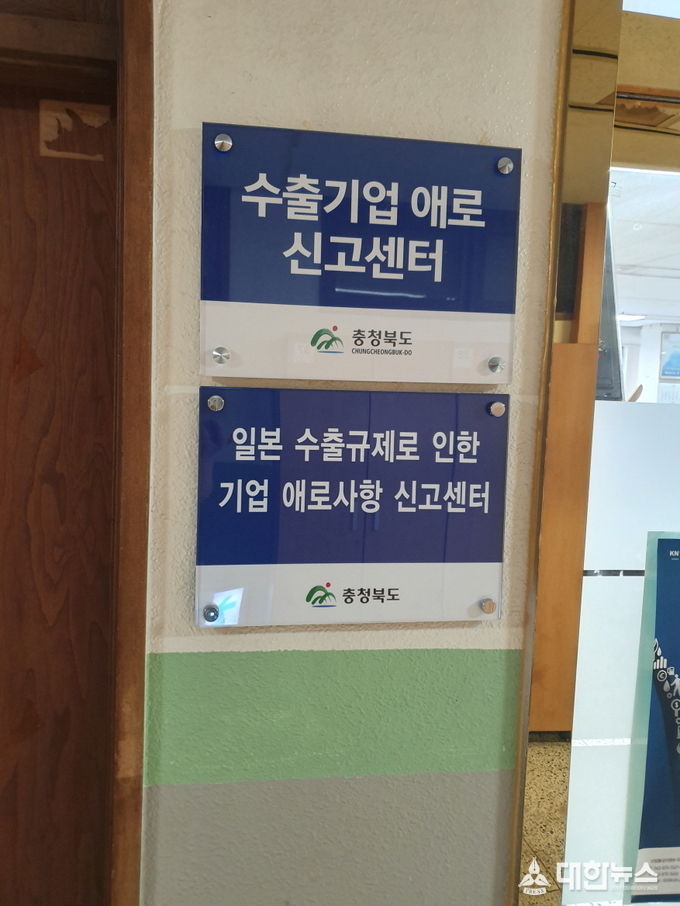 수출기업 애로
신고센터
충청북도
CHUNGCHEONGBUK-DO
일본 수출규제로 인한
기업 애로사항 신고센터
충청북도
KN
대한뉴스